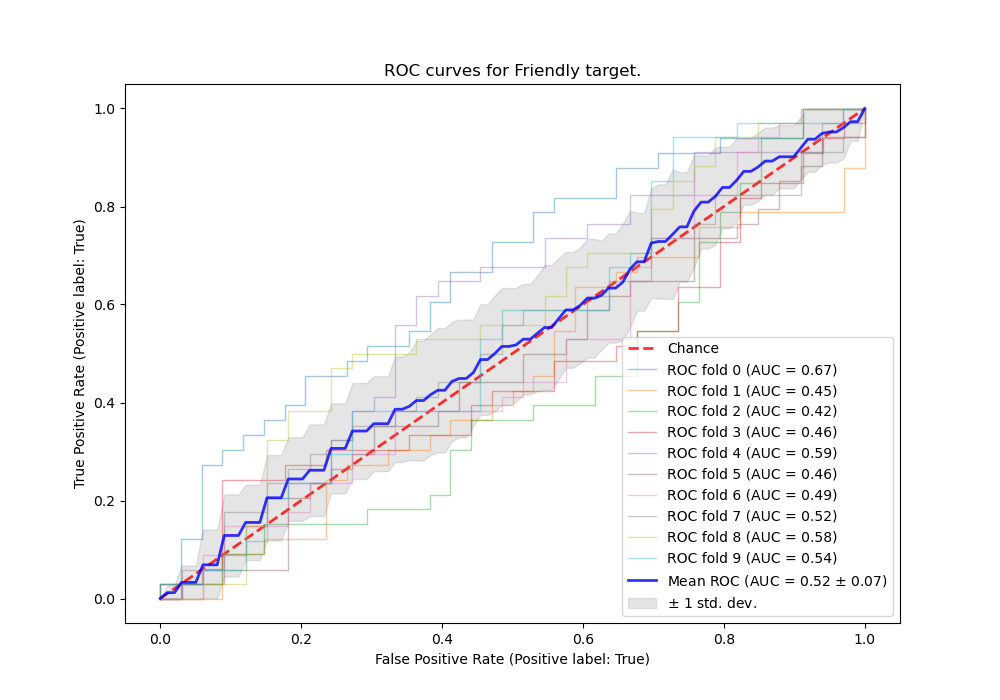 ROC curves for Friendly target.
True Positive Rate (Positive label: True)
1.0
0.8
0.6
0.4
0.2
0.0
Chance
ROC fold 0 (AUC = 0.67)
ROC fold 1 (AUC = 0.45)
ROC fold 2 (AUC = 0.42)
ROC fold 3 (AUC = 0.46)
ROC fold 4 (AUC = 0.59)
ROC fold 5 (AUC = 0.46)
ROC fold 6 (AUC = 0.49)
ROC fold 7 (AUC = 0.52)
ROC fold 8 (AUC = 0.58)
ROC fold 9 (AUC = 0.54)
Mean ROC (AUC = 0.52 ± 0.07)
± 1 std. dev.
0.0 0.2 0.4 0.6 0.8 1.0
False Positive Rate (Positive label: True)